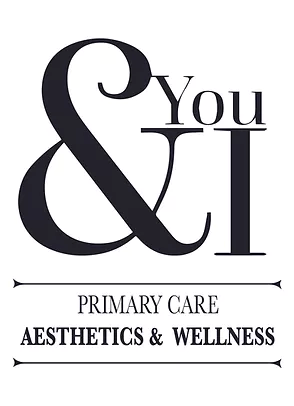 You
& I
PRIMARY CARE
AESTHETICS & WELLNESS